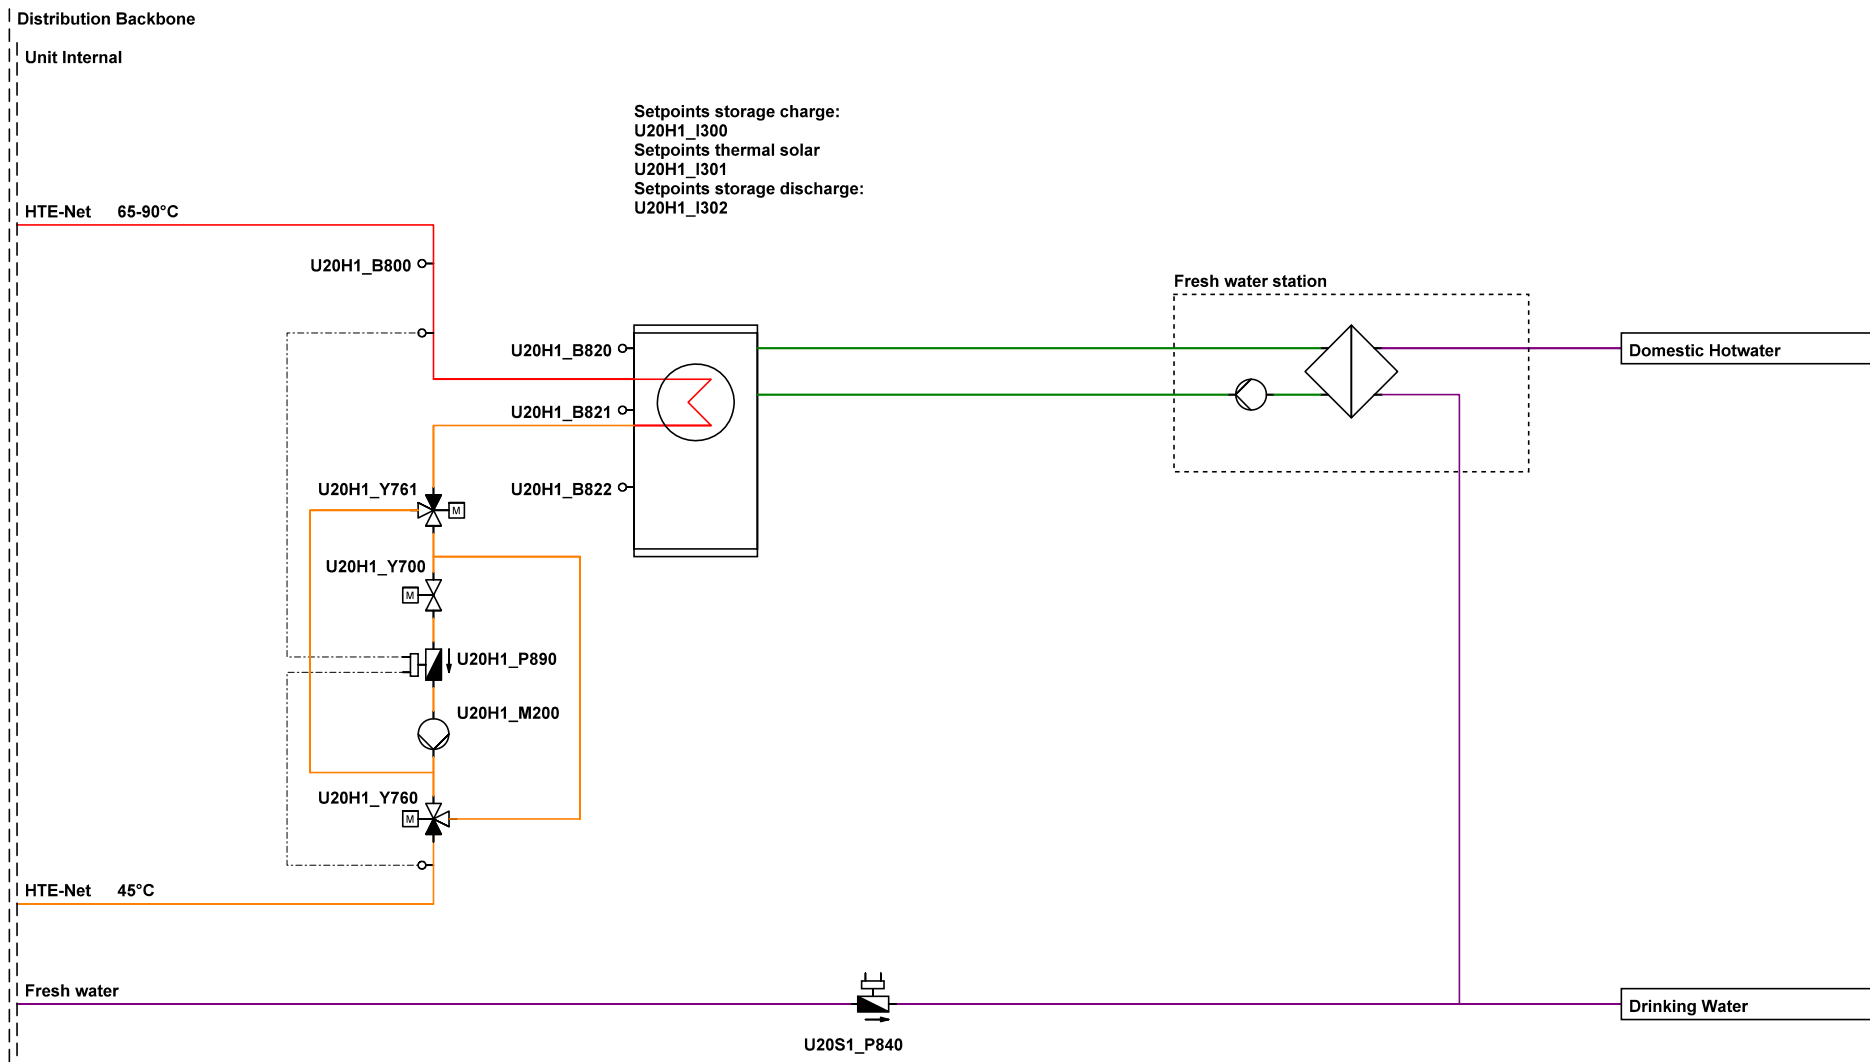 Distribution Backbone
Unit Internal
Setpoints storage charge:
U20H1_I300
Setpoints thermal solar
U20H1_I301
Setpoints storage discharge:
U20H1_I302
HTE-Net 65-90°C
U20H1_B800
Fresh water station
U20H1_B820
Domestic Hotwater
U20H1_B821
U20H1_Y761
U20H1_B822
M
U20H1_Y700
M
U20H1_P890
U20H1_M200
U20H1_Y760
M
HTE-Net 45°C
Fresh water
Drinking Water
U20S1_P840